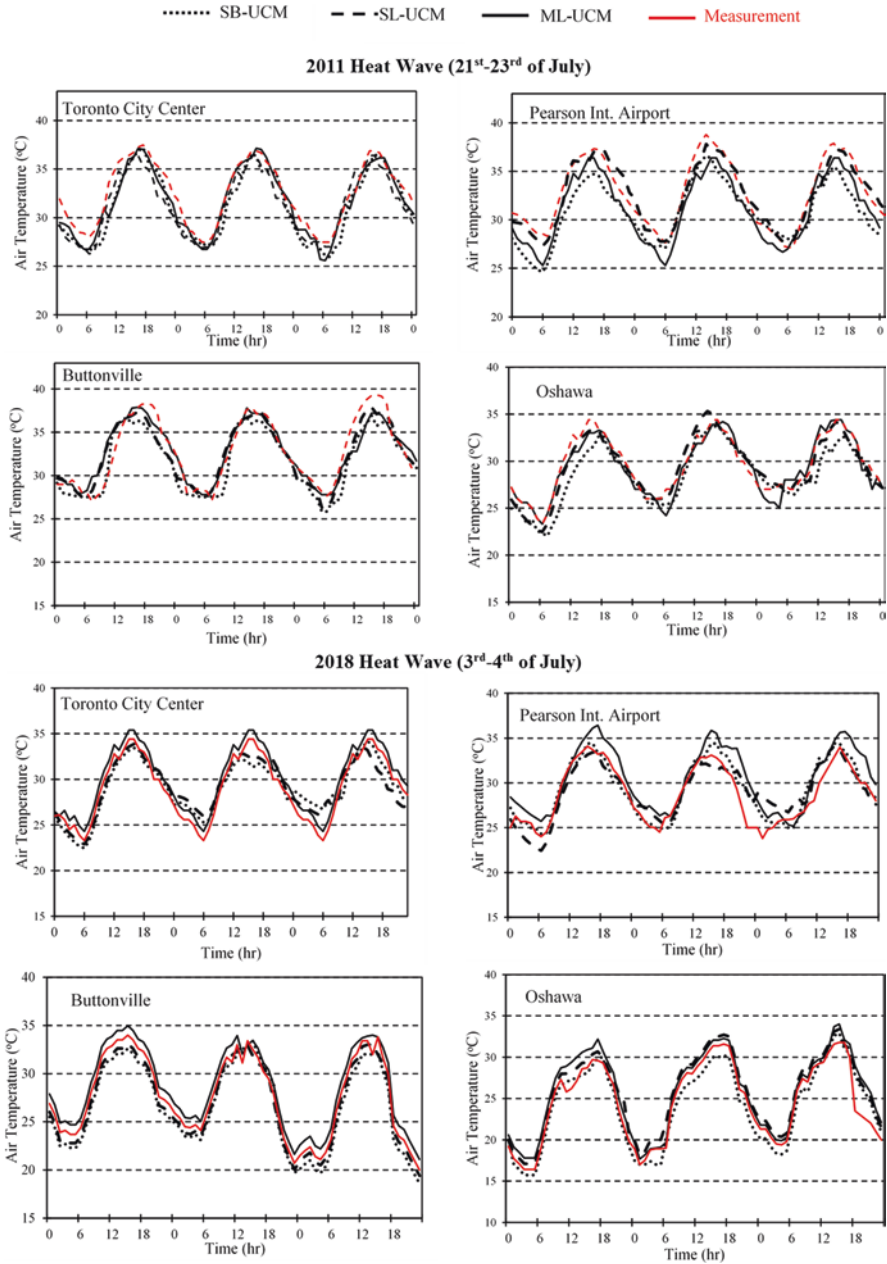 SB-UCM SL-UCM ML-UCM Measurement
2011 Heat Wave (21st-23rd of July)
Toronto City Center
Air Temperature (°C)
40
35
30
25
20
0 6 12 18 0 6 12 18 0 6 12 18 0
Time (hr)
Pearson Int. Airport
Air Temperature (°C)
40
35
30
25
20
0 6 12 18 0 6 12 18 0 6 12 18 0
Time (hr)
Buttonville
Air Temperature (°C)
40
35
30
25
20
15
0 6 12 18 0 6 12 18 0 6 12 18 0
Time (hr)
Oshawa
Air Temperature (°C)
40
35
30
25
20
15
0 6 12 18 0 6 12 18 0 6 12 18 0
Time (hr)
2018 Heat Wave (3rd-4th of July)
Toronto City Center
Air Temperature (°C)
40
35
30
25
20
15
0 6 12 18 0 6 12 18 0 6 12 18
Time (hr)
Pearson Int. Airport
Air Temperature (°C)
40
35
30
25
20
15
0 6 12 18 0 6 12 18 0 6 12 18
Time (hr)
Buttonville
Air Temperature (°C)
40
35
30
25
20
15
0 6 12 18 0 6 12 18 0 6 12 18
Time (hr)
Oshawa
Air Temperature (°C)
40
35
30
25
20
15
10
0 6 12 18 0 6 12 18 0 6 12 18
Time (hr)